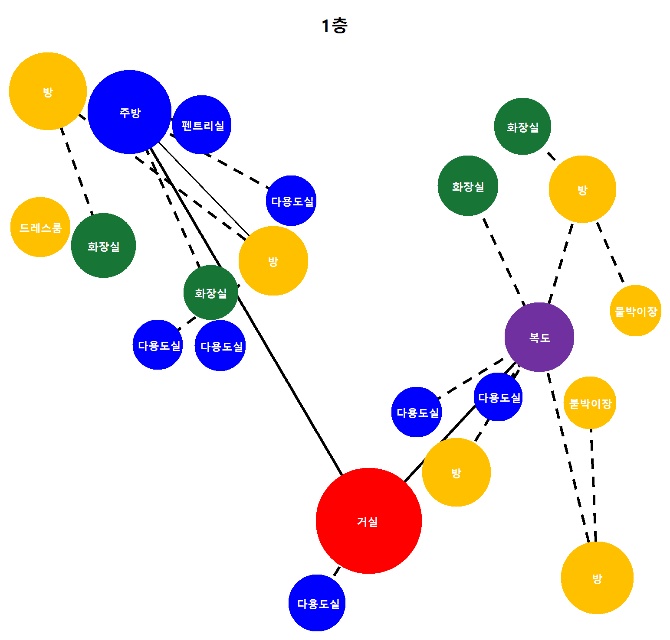 1층
방
주방
펜트리실
화장실
화장실
방
다용도실
드레스룸
화장실
방
화장실
붙박이장
복도
다용도실
다용도실
다용도실
붙박이장
다용도실
방
거실
방
다용도실